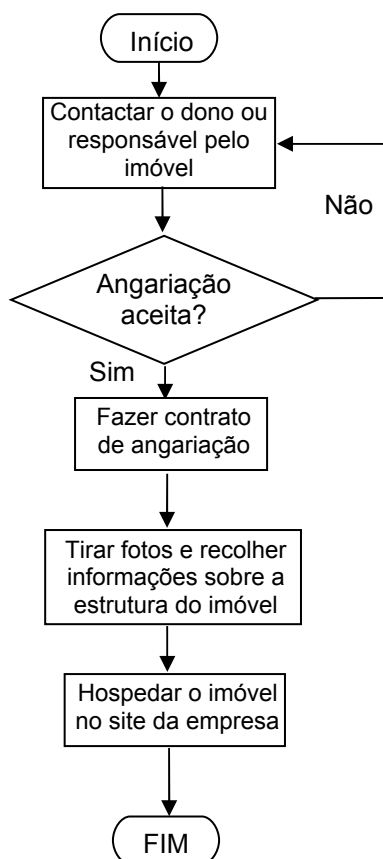 Início
Contactar o dono ou
responsável pelo
imóvel
Não
Angariação
aceita?
Sim
Fazer contrato
de angariação
Tirar fotos e recolher
informações sobre a
estrutura do imóvel
Hospedar o imóvel
no site da empresa
FIM